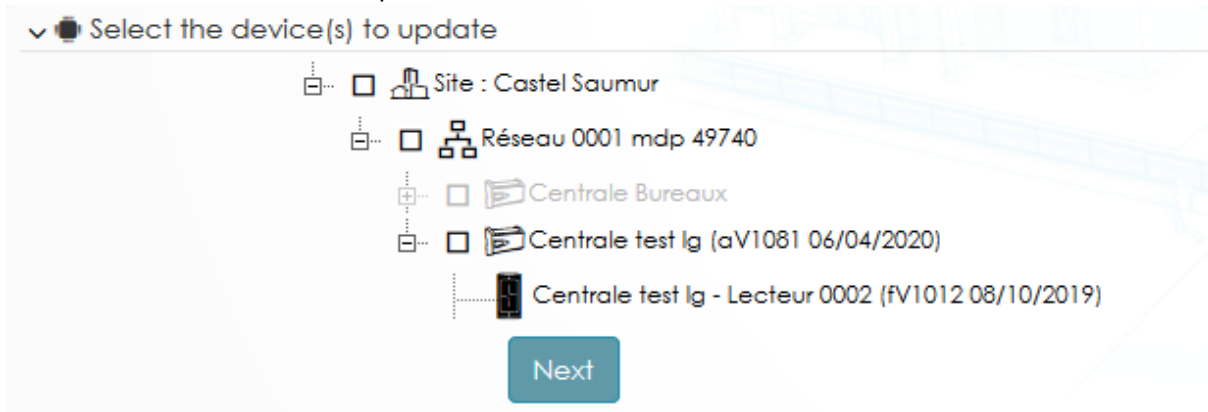 Select the device(s) to update
Site : Castel Saumur
Réseau 0001 mdp 49740
Centrale Bureaux
Centrale test lg (aV1081 06/04/2020)
Centrale test lg - Lecteur 0002 (fV1012 08/10/2019)
Next